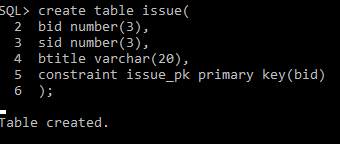 SQL> create table issue(
  2  bid number(3),
  3  sid number(3),
  4  btitle varchar(20),
  5  constraint issue_pk primary key(bid)
  6  );
Table created.